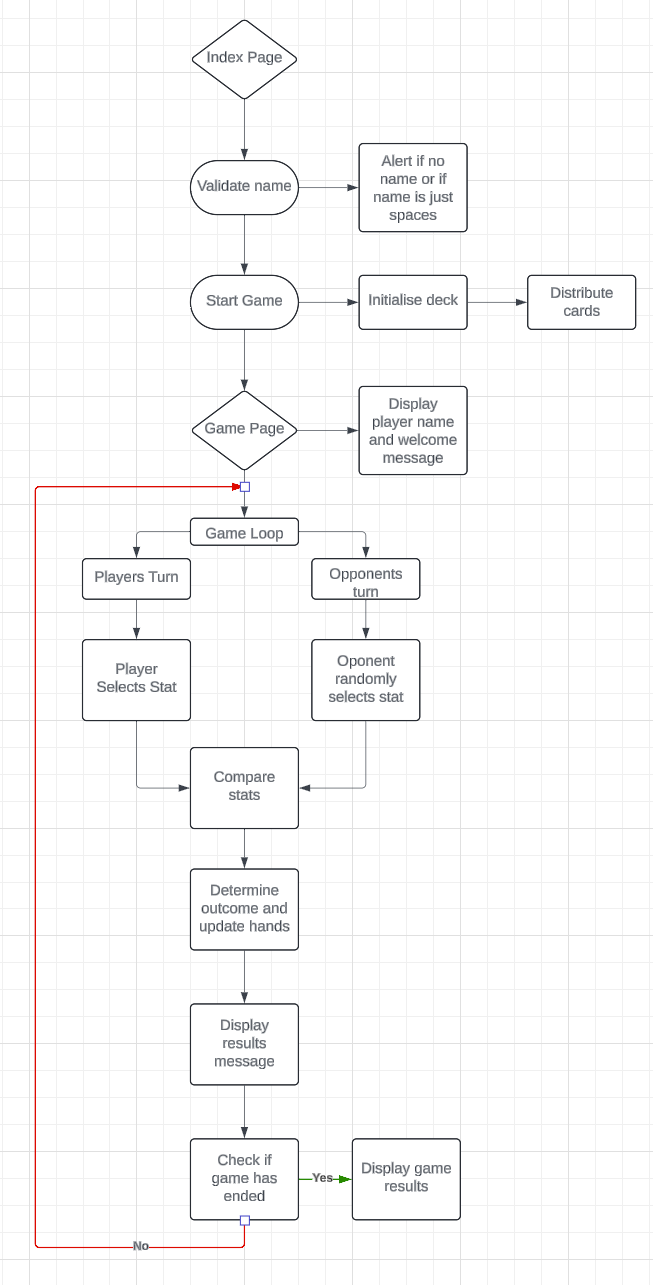 Index Page
Validate name
Alert if no
name or if
name is just
spaces
Start Game
Initialise deck
Distribute
cards
Game Page
Display
player name
and welcome
message
Game Loop
Players Turn
Opponents
turn
Player
Selects Stat
Oponent
randomly
selects stat
Compare
stats
Determine
outcome and
update hands
Display
results
message
Check if
game has
ended
Yes
Display game
results
No